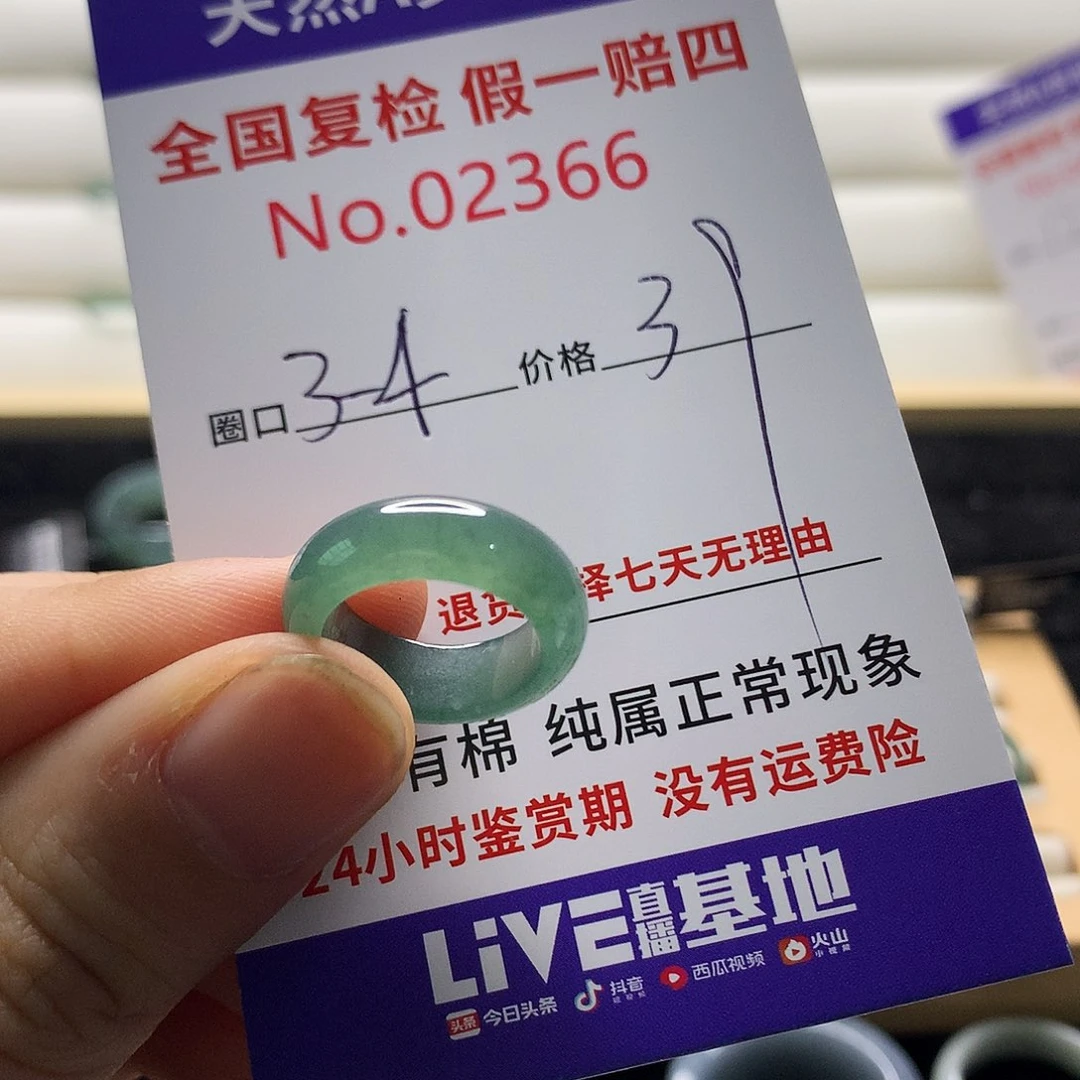 天然A
全国复检 假一赔四
No.02366
圈口 34 价格 39
退货 择七天无理由
有棉 纯属正常现象
24小时鉴赏期 没有运费险
LiVE直播基地
头条 今日头条 抖音 西瓜视频 火山